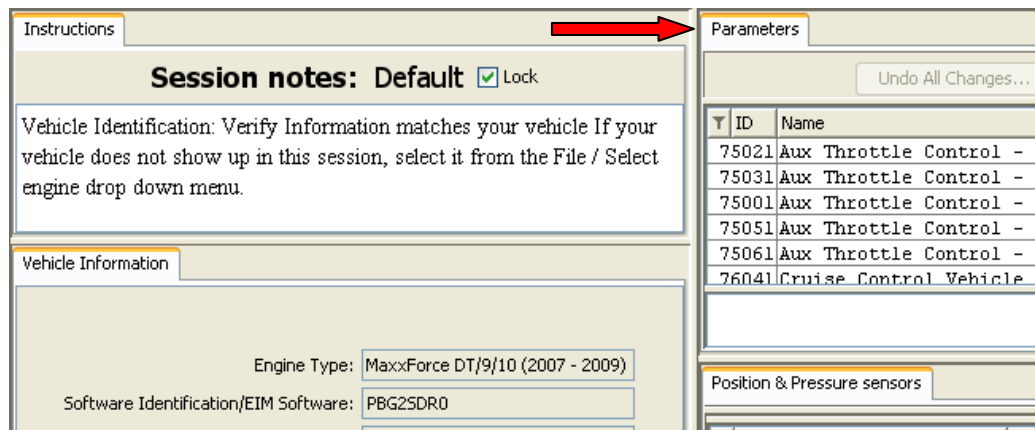 Instructions
Session notes: Default Lock
Vehicle Identification: Verify Information matches your vehicle If your
vehicle does not show up in this session, select it from the File / Select
engine drop down menu.
Vehicle Information
Engine Type: MaxxForce DT/9/10 (2007 - 2009)
Software Identification/EIM Software: PBG2SDR0
Parameters
Undo All Changes...
ID Name
75021 Aux Throttle Control -
75031 Aux Throttle Control -
75001 Aux Throttle Control -
75051 Aux Throttle Control -
75061 Aux Throttle Control -
76041 Cruise Control Vehicle
Position & Pressure sensors